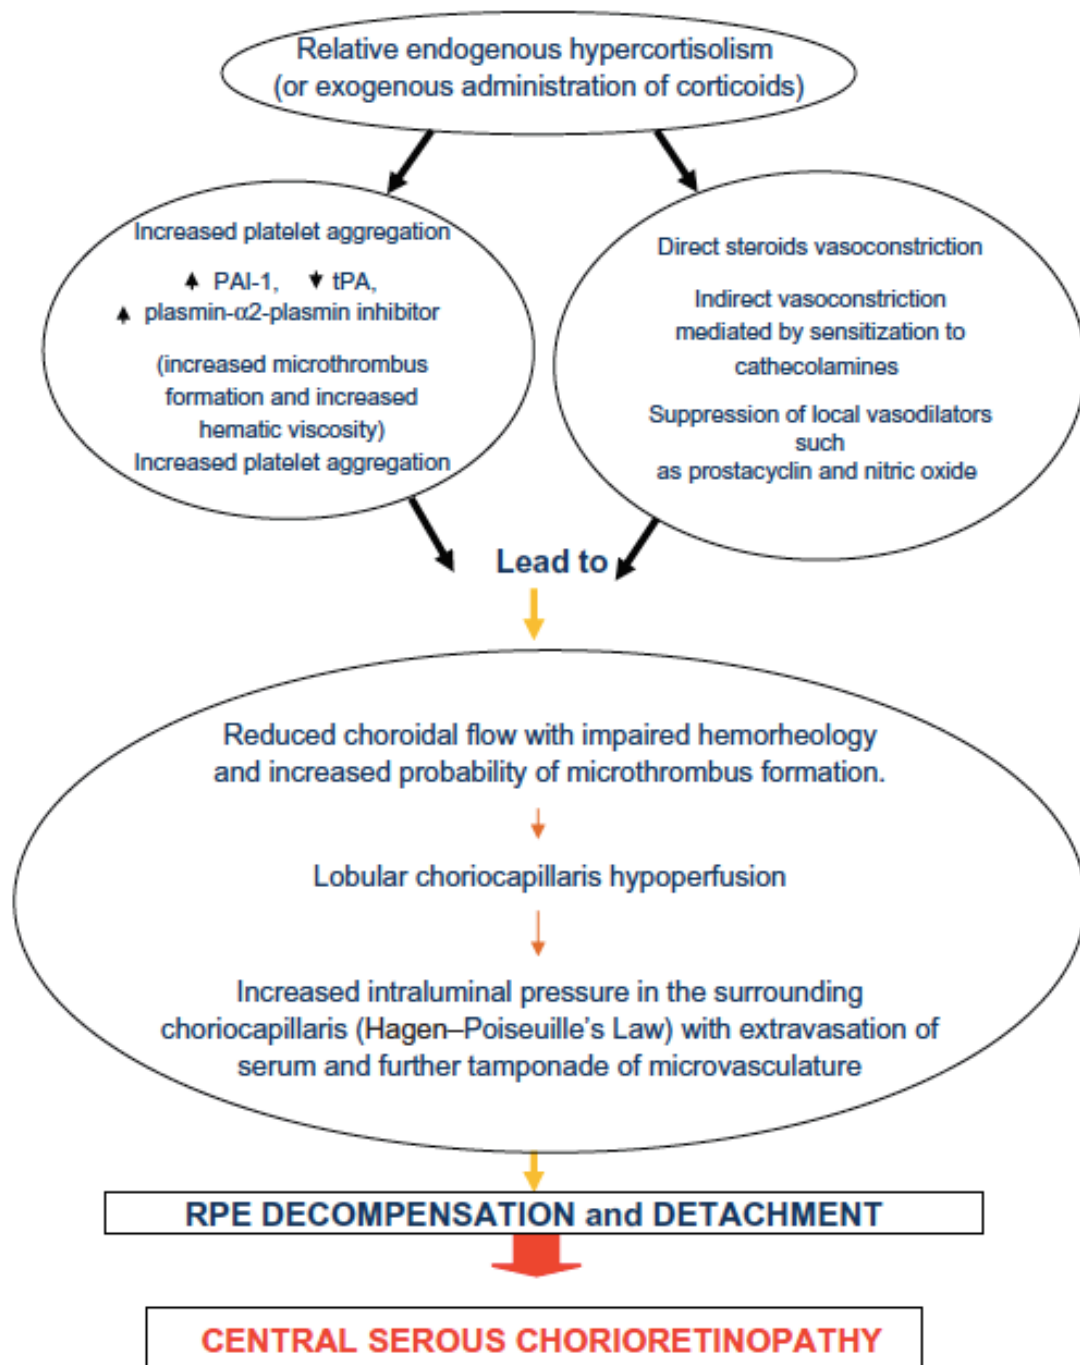 Relative endogenous hypercortisolism
(or exogenous administration of corticoids)
Increased platelet aggregation
PAI-1, tPA,
plasmin-α2-plasmin inhibitor
(increased microthrombus
formation and increased
hematic viscosity)
Increased platelet aggregation
Direct steroids vasoconstriction
Indirect vasoconstriction
mediated by sensitization to
cathecolamines
Suppression of local vasodilators
such
as prostacyclin and nitric oxide
Lead to
Reduced choroidal flow with impaired hemorheology
and increased probability of microthrombus formation.
Lobular choriocapillaris hypoperfusion
Increased intraluminal pressure in the surrounding
choriocapillaris (Hagen–Poiseuille's Law) with extravasation of
serum and further tamponade of microvasculature
RPE DECOMPENSATION and DETACHMENT
CENTRAL SEROUS CHORIORETINOPATHY